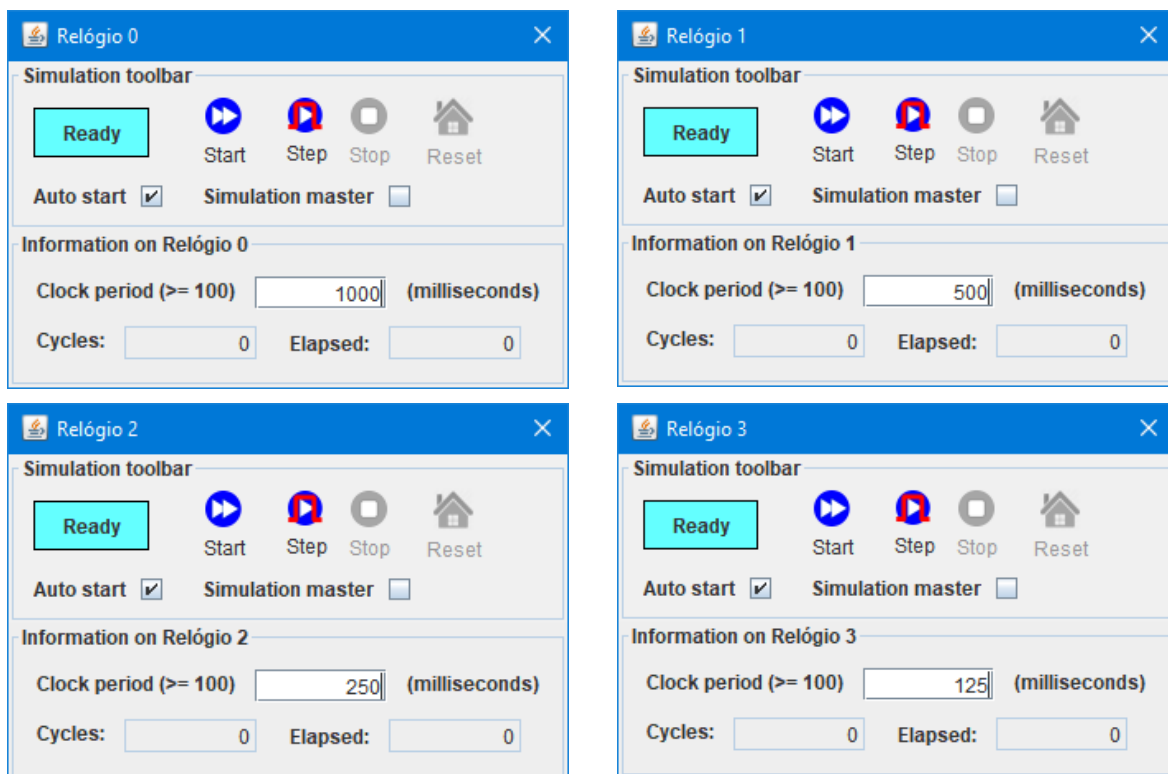 Relógio 0
Simulation toolbar
Ready
Start Step Stop Reset
Auto start Simulation master
Information on Relógio 0
Clock period (>= 100) 1000 (milliseconds)
Cycles: 0 Elapsed: 0
Relógio 1
Simulation toolbar
Ready
Start Step Stop Reset
Auto start Simulation master
Information on Relógio 1
Clock period (>= 100) 500 (milliseconds)
Cycles: 0 Elapsed: 0
Relógio 2
Simulation toolbar
Ready
Start Step Stop Reset
Auto start Simulation master
Information on Relógio 2
Clock period (>= 100) 250 (milliseconds)
Cycles: 0 Elapsed: 0
Relógio 3
Simulation toolbar
Ready
Start Step Stop Reset
Auto start Simulation master
Information on Relógio 3
Clock period (>= 100) 125 (milliseconds)
Cycles: 0 Elapsed: 0